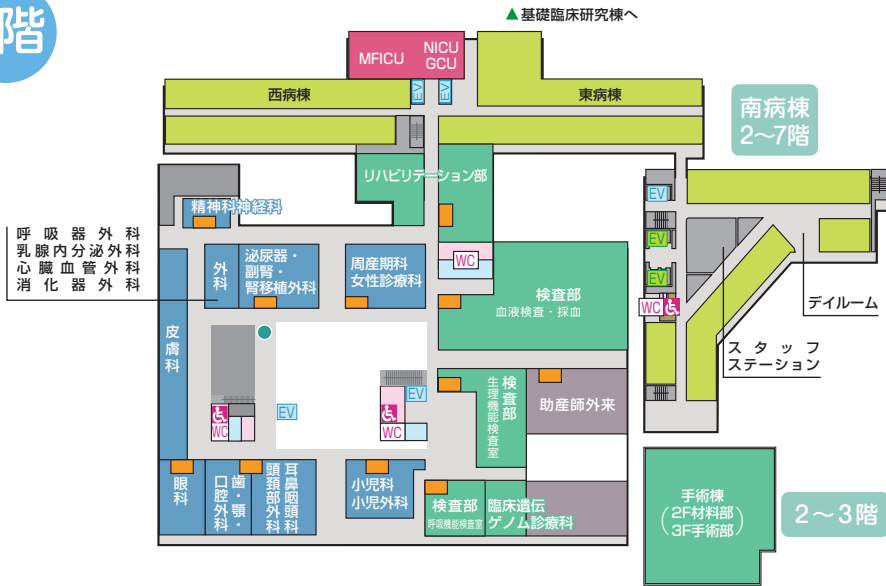 階
▲基礎臨床研究棟へ
MFICU
NICU
GCU
EV
EV
西病棟
東病棟
南病棟
2〜7階
リハビリテーション部
精神科神経科
呼吸器外科
乳腺内分泌外科
心臓血管外科
消化器外科
外科
泌尿器・
副腎・
腎移植外科
周産期科
女性診療科
WC
検査部
血液検査・採血
EV
EV
EV
WC
デイルーム
スタッフ
ステーション
皮膚科
EV
WC
EV
WC
検査部
生理機能検査室
助産師外来
眼科
歯・顎・
口腔外科
耳鼻咽頭科
頭頚部外科
小児科
小児外科
検査部
呼吸機能検査室
臨床遺伝
ゲノム診療科
手術棟
(2F材料部
3F手術部)
2〜3階